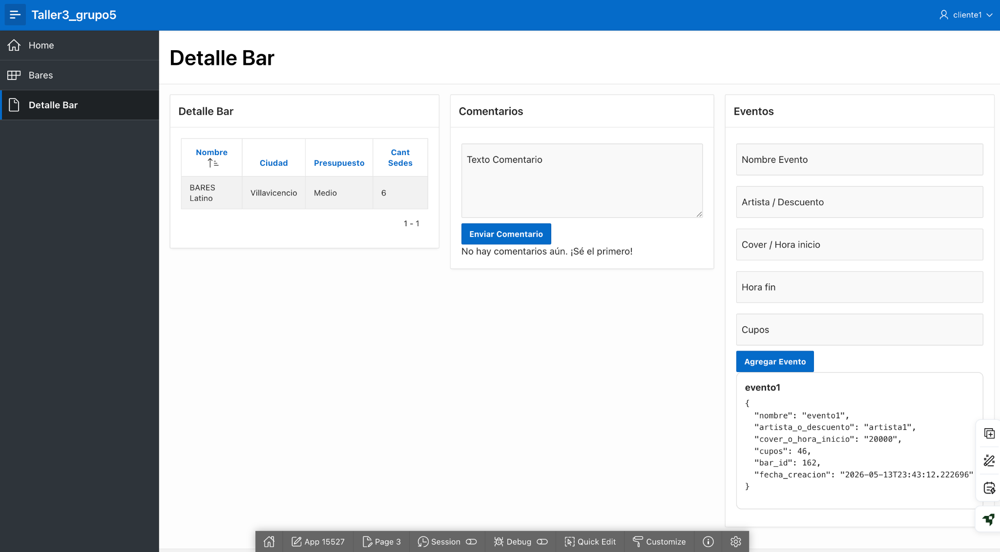 Taller3_grupo5
cliente1
Home
Bares
Detalle Bar
Detalle Bar
Detalle Bar
Nombre
Ciudad
Presupuesto
Cant
Sedes
BARES
Latino
Villavicencio
Medio
6
1 - 1
Comentarios
Texto Comentario
Enviar Comentario
No hay comentarios aún. ¡Sé el primero!
Eventos
Nombre Evento
Artista / Descuento
Cover / Hora inicio
Hora fin
Cupos
Agregar Evento
evento1
{
"nombre": "evento1",
"artista_o_descuento": "artista1",
"cover_o_hora_inicio": "20000",
"cupos": 46,
"bar_id": 162,
"fecha_creacion": "2026-05-13T23:43:12.222696"
}
App 15527
Page 3
Session
Debug
Quick Edit
Customize